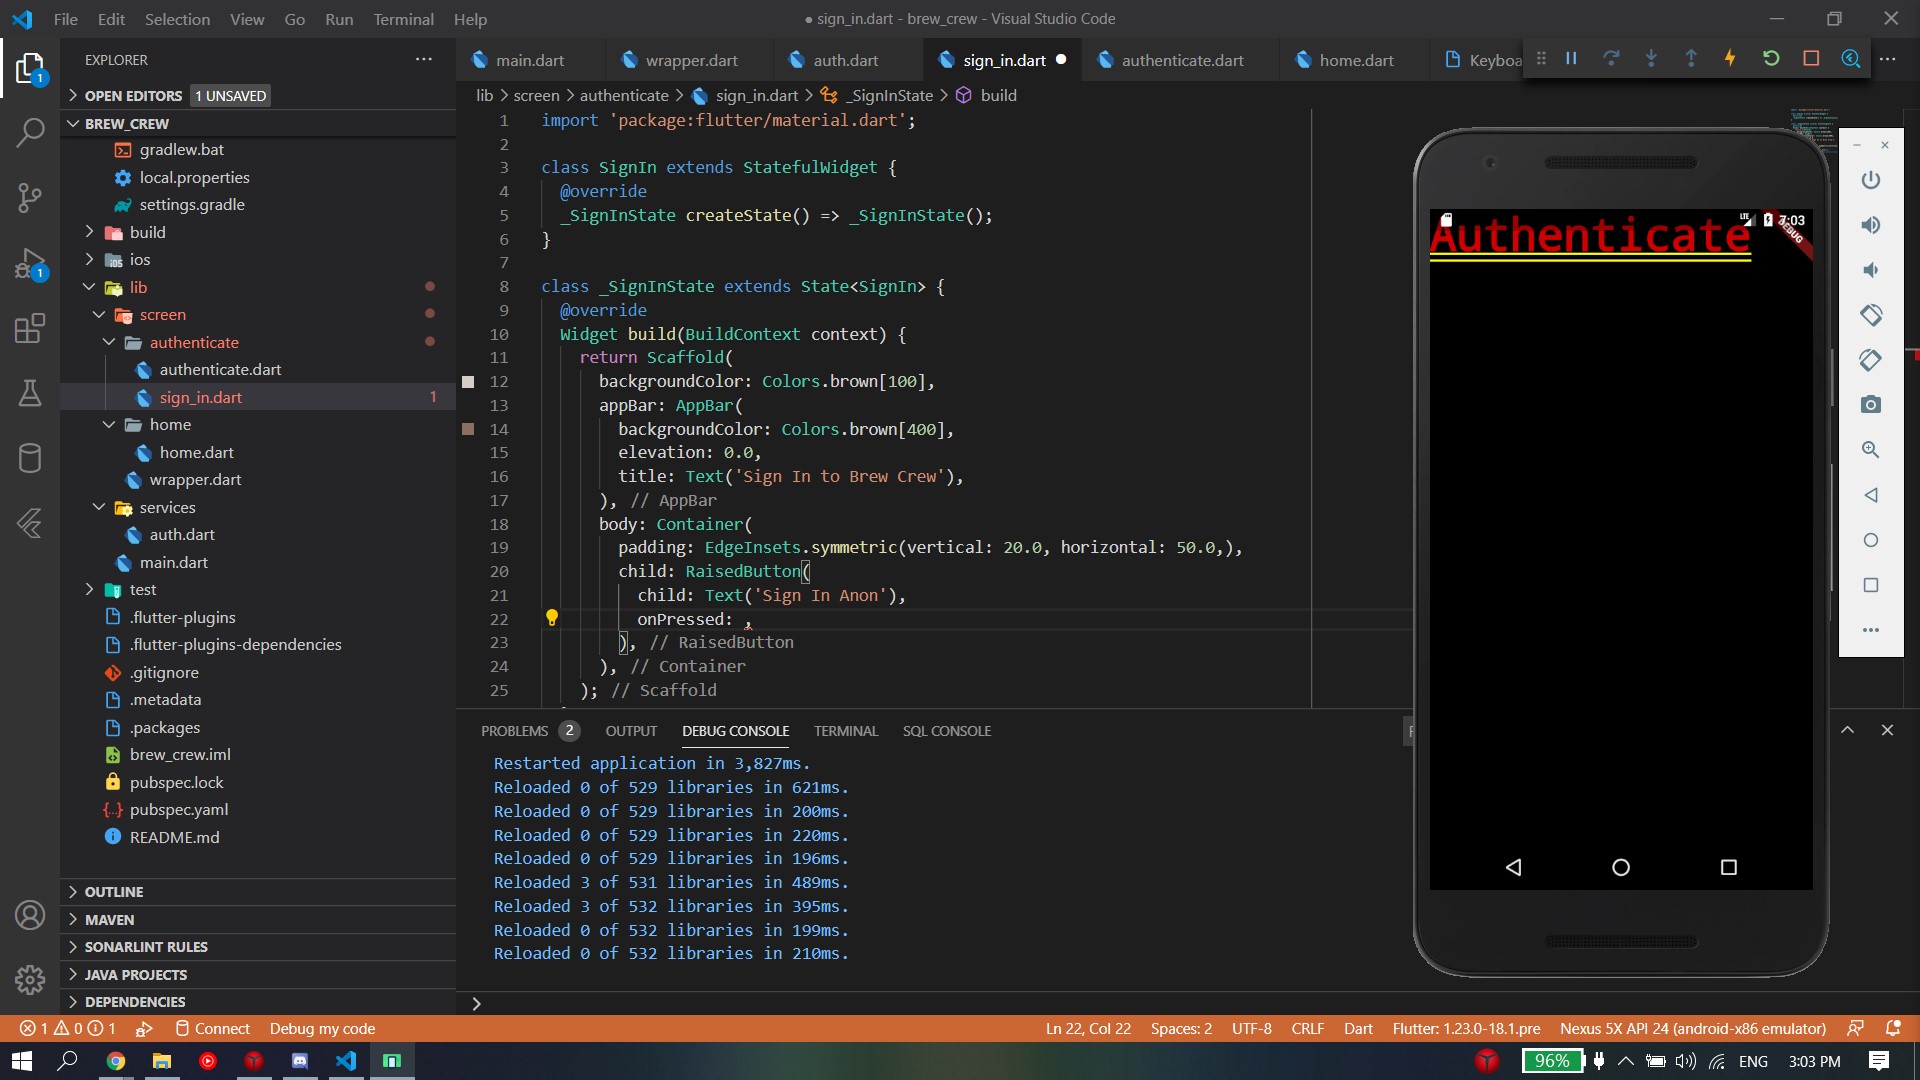 File Edit Selection View Go Run Terminal Help
● sign_in.dart - brew_crew - Visual Studio Code
EXPLORER
OPEN EDITORS 1 UNSAVED
BREW_CREW
gradlew.bat
local.properties
settings.gradle
build
ios
lib
screen
authenticate
authenticate.dart
sign_in.dart 1
home
home.dart
wrapper.dart
services
auth.dart
main.dart
test
.flutter-plugins
.flutter-plugins-dependencies
.gitignore
.metadata
.packages
brew_crew.iml
pubspec.lock
pubspec.yaml
README.md
OUTLINE
MAVEN
SONARLINT RULES
JAVA PROJECTS
DEPENDENCIES
1
1
main.dart wrapper.dart auth.dart sign_in.dart authenticate.dart home.dart Keyboa
lib > screen > authenticate > sign_in.dart > _SignInState > build
1 import 'package:flutter/material.dart';
2
3 class SignIn extends StatefulWidget {
4 @override
5 _SignInState createState() => _SignInState();
6 }
7
8 class _SignInState extends State<SignIn> {
9 @override
10 Widget build(BuildContext context) {
11 return Scaffold(
12 backgroundColor: Colors.brown[100],
13 appBar: AppBar(
14 backgroundColor: Colors.brown[400],
15 elevation: 0.0,
16 title: Text('Sign In to Brew Crew'),
17 ), // AppBar
18 body: Container(
19 padding: EdgeInsets.symmetric(vertical: 20.0, horizontal: 50.0,),
20 child: RaisedButton(
21 child: Text('Sign In Anon'),
22 onPressed: ,
23 ), // RaisedButton
24 ), // Container
25 ); // Scaffold
PROBLEMS 2 OUTPUT DEBUG CONSOLE TERMINAL SQL CONSOLE
Restarted application in 3,827ms.
Reloaded 0 of 529 libraries in 621ms.
Reloaded 0 of 529 libraries in 200ms.
Reloaded 0 of 529 libraries in 220ms.
Reloaded 0 of 529 libraries in 196ms.
Reloaded 3 of 531 libraries in 489ms.
Reloaded 3 of 532 libraries in 395ms.
Reloaded 0 of 532 libraries in 199ms.
Reloaded 0 of 532 libraries in 210ms.
LTE 7:03
DEBUG
Authenticate
1 0 1 Connect Debug my code
Ln 22, Col 22 Spaces: 2 UTF-8 CRLF Dart Flutter: 1.23.0-18.1.pre Nexus 5X API 24 (android-x86 emulator)
96% ENG 3:03 PM